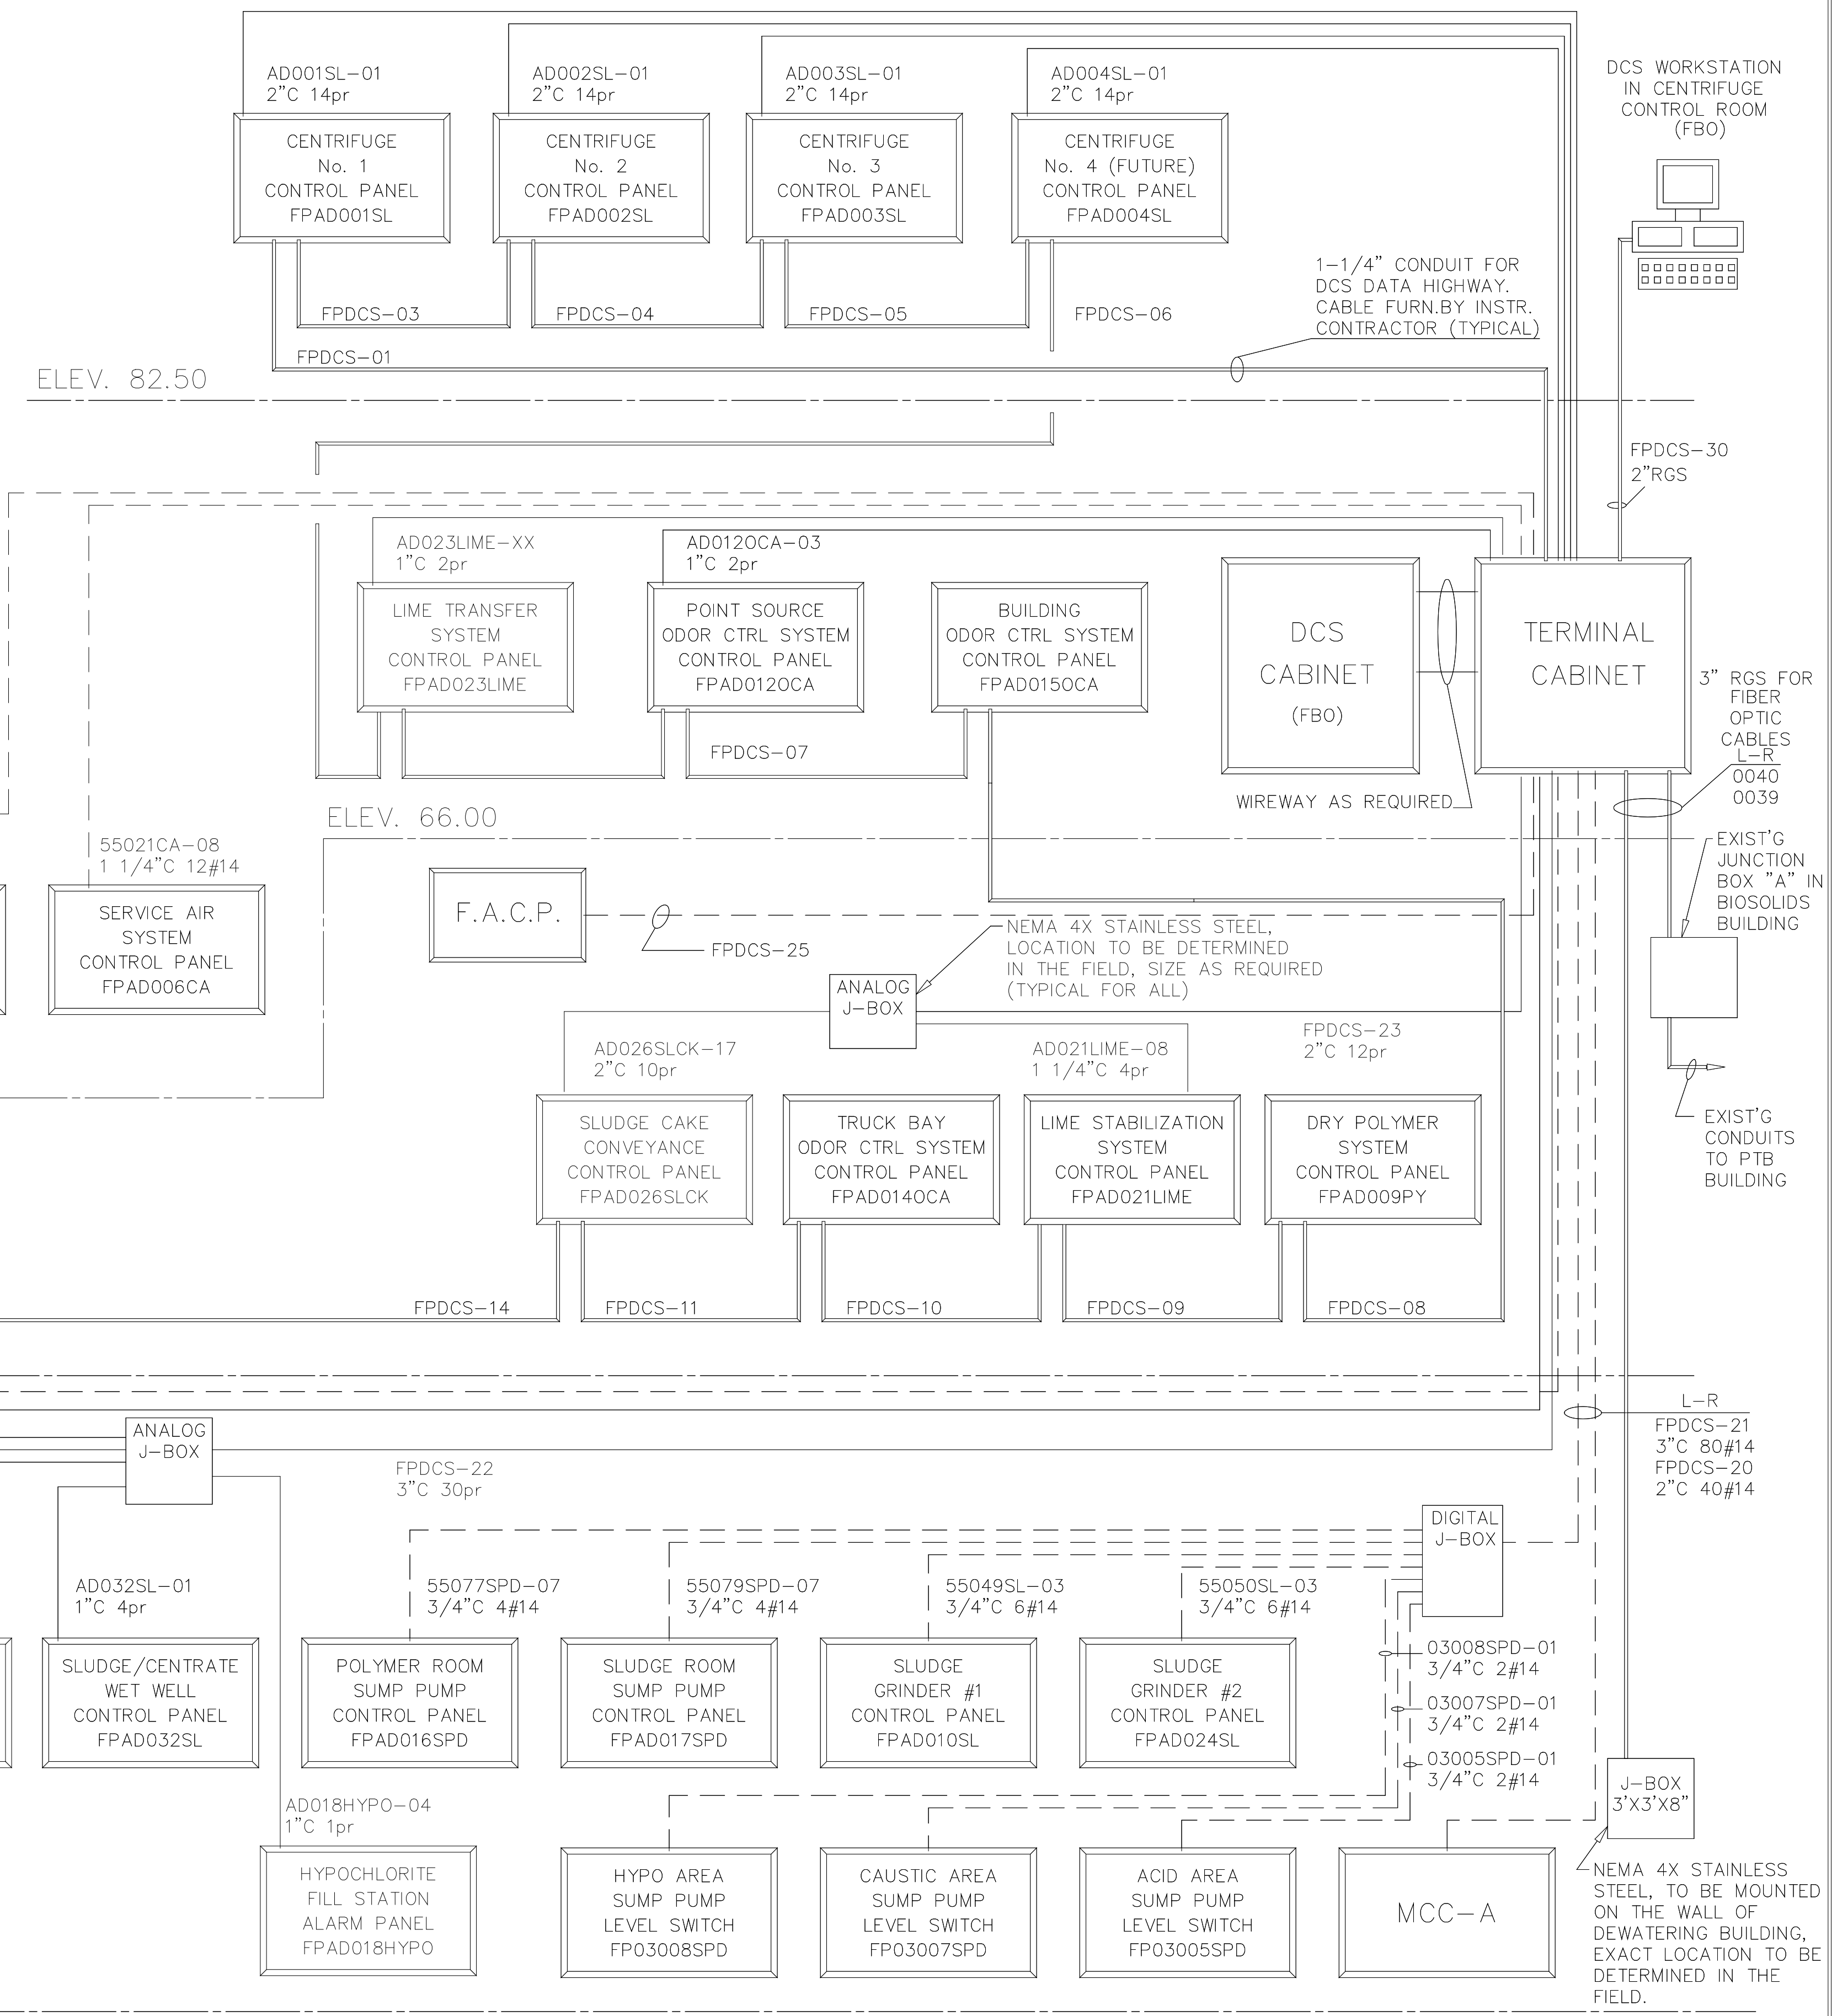 AD001SL-01
2"C 14pr
AD002SL-01
2"C 14pr
AD003SL-01
2"C 14pr
AD004SL-01
2"C 14pr
DCS WORKSTATION
IN CENTRIFUGE
CONTROL ROOM
(FBO)
CENTRIFUGE
No. 1
CONTROL PANEL
FPAD001SL
CENTRIFUGE
No. 2
CONTROL PANEL
FPAD002SL
CENTRIFUGE
No. 3
CONTROL PANEL
FPAD003SL
CENTRIFUGE
No. 4 (FUTURE)
CONTROL PANEL
FPAD004SL
1-1/4" CONDUIT FOR
DCS DATA HIGHWAY.
CABLE FURN.BY INSTR.
CONTRACTOR (TYPICAL)
FPDCS-03
FPDCS-04
FPDCS-05
FPDCS-06
FPDCS-01
ELEV. 82.50
FPDCS-30
2"RGS
AD023LIME-XX
1"C 2pr
AD012OCA-03
1"C 2pr
LIME TRANSFER
SYSTEM
CONTROL PANEL
FPAD023LIME
POINT SOURCE
ODOR CTRL SYSTEM
CONTROL PANEL
FPAD012OCA
BUILDING
ODOR CTRL SYSTEM
CONTROL PANEL
FPAD015OCA
DCS
CABINET
(FBO)
TERMINAL
CABINET
3" RGS FOR
FIBER
OPTIC
CABLES
L-R
0040
0039
FPDCS-07
WIREWAY AS REQUIRED
ELEV. 66.00
55021CA-08
1 1/4"C 12#14
SERVICE AIR
SYSTEM
CONTROL PANEL
FPAD006CA
F.A.C.P.
FPDCS-25
EXIST'G
JUNCTION
BOX "A" IN
BIOSOLIDS
BUILDING
NEMA 4X STAINLESS STEEL,
LOCATION TO BE DETERMINED
IN THE FIELD, SIZE AS REQUIRED
(TYPICAL FOR ALL)
ANALOG
J-BOX
AD026SLCK-17
2"C 10pr
AD021LIME-08
1 1/4"C 4pr
FPDCS-23
2"C 12pr
SLUDGE CAKE
CONVEYANCE
CONTROL PANEL
FPAD026SLCK
TRUCK BAY
ODOR CTRL SYSTEM
CONTROL PANEL
FPAD014OCA
LIME STABILIZATION
SYSTEM
CONTROL PANEL
FPAD021LIME
DRY POLYMER
SYSTEM
CONTROL PANEL
FPAD009PY
EXIST'G
CONDUITS
TO PTB
BUILDING
FPDCS-14
FPDCS-11
FPDCS-10
FPDCS-09
FPDCS-08
L-R
FPDCS-21
3"C 80#14
FPDCS-20
2"C 40#14
ANALOG
J-BOX
FPDCS-22
3"C 30pr
DIGITAL
J-BOX
AD032SL-01
1"C 4pr
55077SPD-07
3/4"C 4#14
55079SPD-07
3/4"C 4#14
55049SL-03
3/4"C 6#14
55050SL-03
3/4"C 6#14
SLUDGE/CENTRATE
WET WELL
CONTROL PANEL
FPAD032SL
POLYMER ROOM
SUMP PUMP
CONTROL PANEL
FPAD016SPD
SLUDGE ROOM
SUMP PUMP
CONTROL PANEL
FPAD017SPD
SLUDGE
GRINDER #1
CONTROL PANEL
FPAD010SL
SLUDGE
GRINDER #2
CONTROL PANEL
FPAD024SL
03008SPD-01
3/4"C 2#14
03007SPD-01
3/4"C 2#14
03005SPD-01
3/4"C 2#14
J-BOX
3'X3'X8"
AD018HYPO-04
1"C 1pr
HYPOCHLORITE
FILL STATION
ALARM PANEL
FPAD018HYPO
HYPO AREA
SUMP PUMP
LEVEL SWITCH
FP03008SPD
CAUSTIC AREA
SUMP PUMP
LEVEL SWITCH
FP03007SPD
ACID AREA
SUMP PUMP
LEVEL SWITCH
FP03005SPD
MCC-A
NEMA 4X STAINLESS
STEEL, TO BE MOUNTED
ON THE WALL OF
DEWATERING BUILDING,
EXACT LOCATION TO BE
DETERMINED IN THE
FIELD.